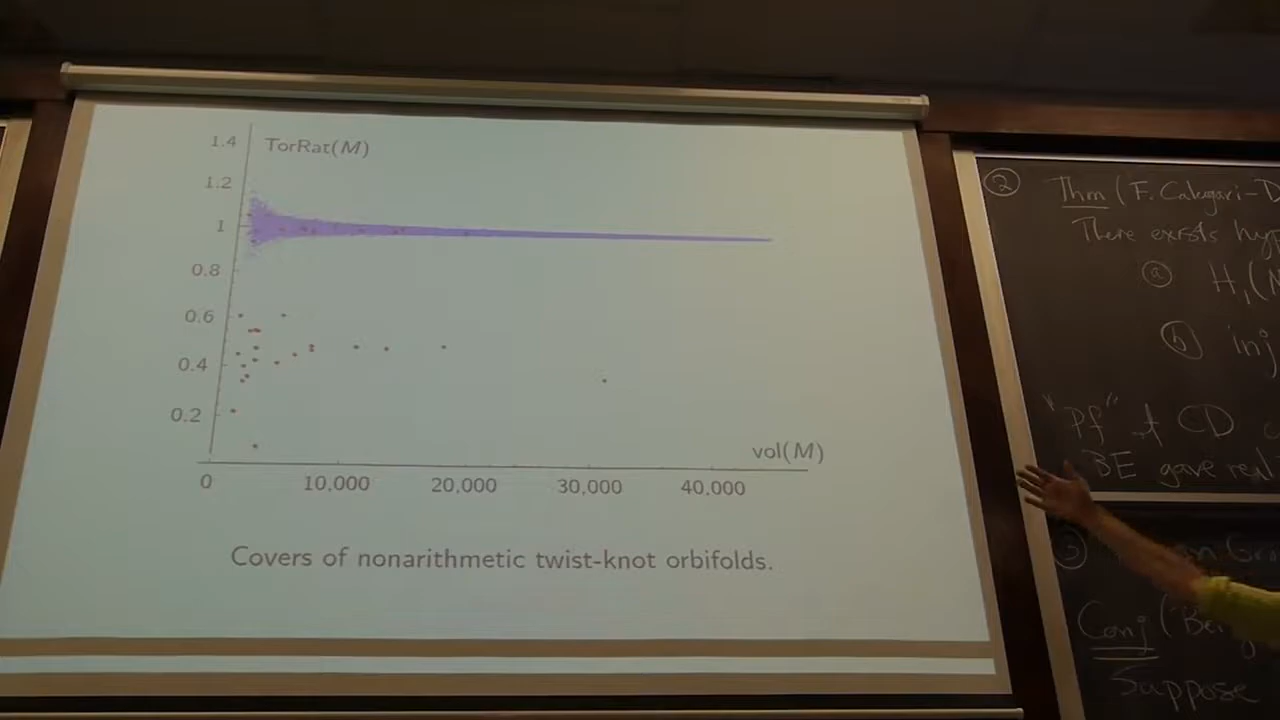 1.4
TorRat(M)
1.2
1
0.8
0.6
0.4
0.2
vol(M)
0 10,000 20,000 30,000 40,000
Covers of nonarithmetic twist-knot orbifolds.
② Thm (F. Calegari-D
There exists hyp
ⓐ H₁(
ⓑ inj
"Pf" of CD
BE gave real
③
Conj (Ber
Suppose